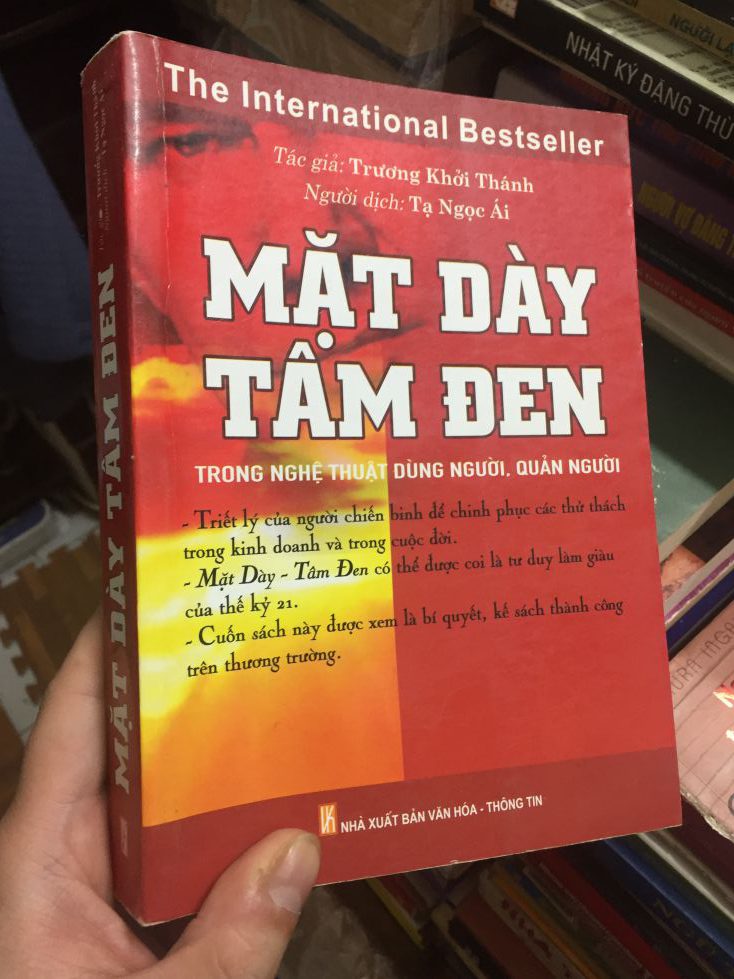 The International Bestseller
Tác giả: Trương Khởi Thánh
Người dịch: Tạ Ngọc Ái
MẶT DÀY
TÂM ĐEN
TRONG NGHỆ THUẬT DÙNG NGƯỜI, QUẢN NGƯỜI
- Triết lý của người chiến binh để chinh phục các thử thách
trong kinh doanh và trong cuộc đời.
- Mặt Dày - Tâm Đen có thể được coi là tư duy làm giàu
của thế kỷ 21.
- Cuốn sách này được xem là bí quyết, kế sách thành công
trên thương trường.
NHÀ XUẤT BẢN VĂN HÓA - THÔNG TIN
MẶT DÀY TÂM ĐEN
NHẬT KÝ ĐẶNG THÙ
NGƯỜI